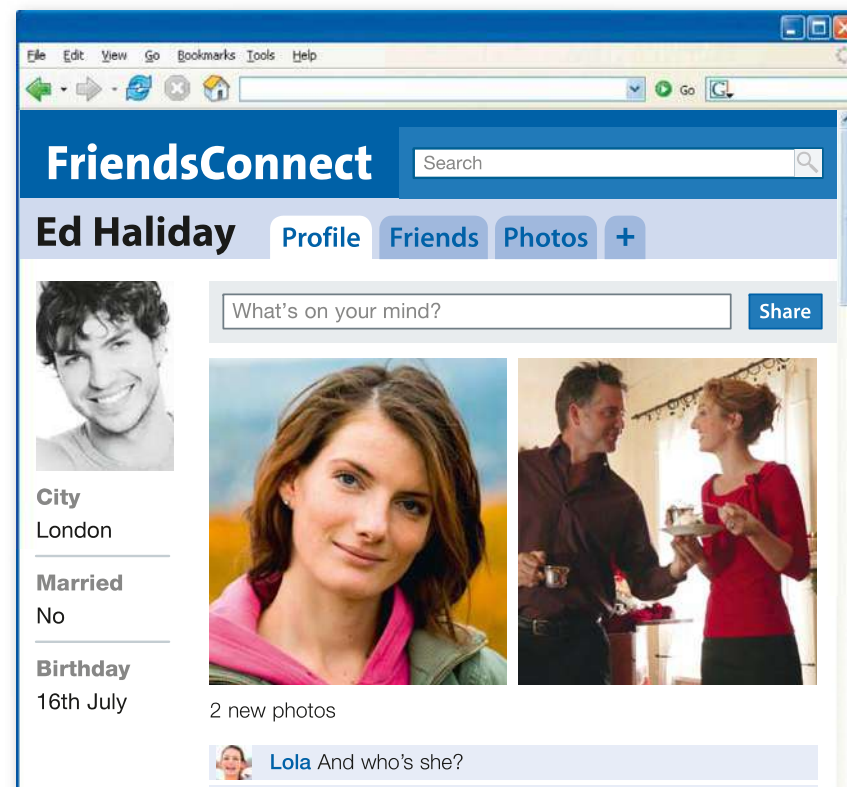 File Edit View Go Bookmarks Tools Help
Go G
FriendsConnect
Search
Ed Haliday
Profile Friends Photos +
What's on your mind?
Share
City
London
Married
No
Birthday
16th July
2 new photos
Lola And who's she?